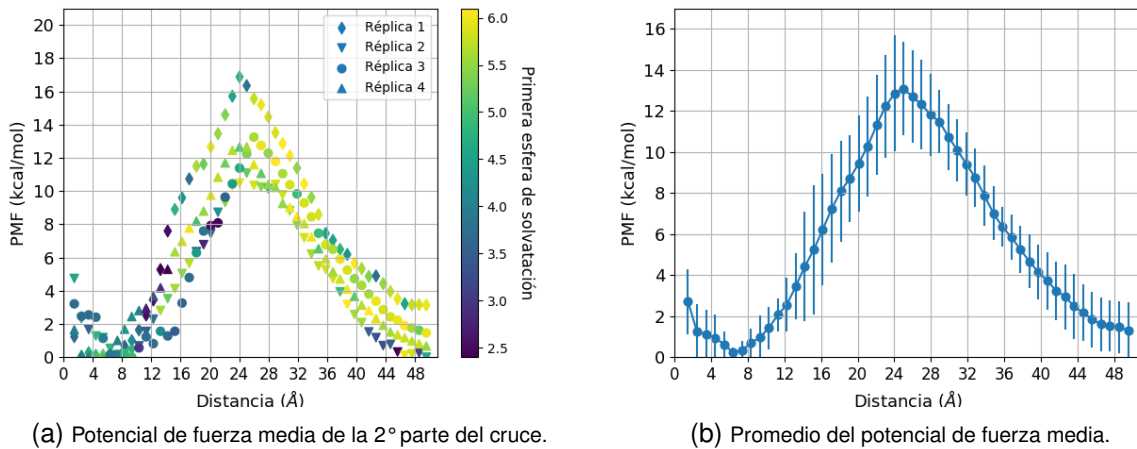 20
18
16
14
12
10
8
6
4
2
0
PMF (kcal/mol)
0 4 8 12 16 20 24 28 32 36 40 44 48
Distancia (Å)
Réplica 1
Réplica 2
Réplica 3
Réplica 4
6.0
5.5
5.0
4.5
4.0
3.5
3.0
2.5
Primera esfera de solvatación
(a) Potencial de fuerza media de la 2° parte del cruce.
16
14
12
10
8
6
4
2
0
PMF (kcal/mol)
0 4 8 12 16 20 24 28 32 36 40 44 48
Distancia (Å)
(b) Promedio del potencial de fuerza media.